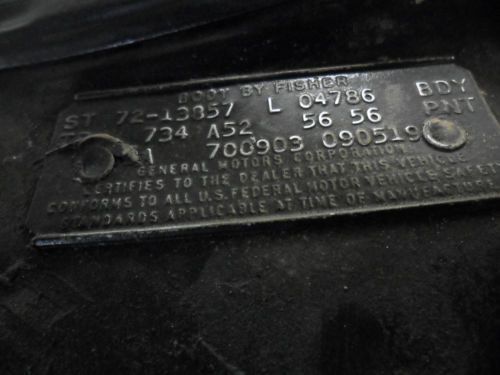 BODY BY FISHER
ST 72-13857 L 04786 BDY
734 A52 56 56 PNT
700903 090519
GENERAL MOTORS CORPORATION
CERTIFIES TO THE DEALER THAT THIS VEHICLE
CONFORMS TO ALL U.S. FEDERAL MOTOR VEHICLE SAFETY
STANDARDS APPLICABLE AT TIME OF MANUFACTURE